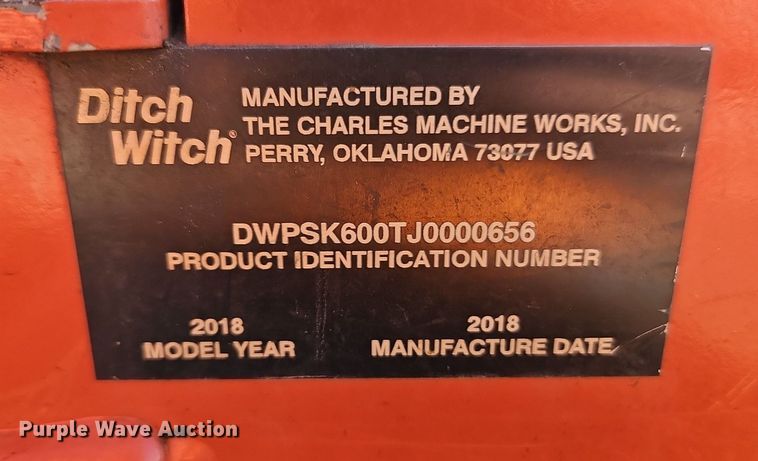 Ditch Witch®
MANUFACTURED BY
THE CHARLES MACHINE WORKS, INC.
PERRY, OKLAHOMA 73077 USA
DWPSK600TJ0000656
PRODUCT IDENTIFICATION NUMBER
2018
MODEL YEAR
2018
MANUFACTURE DATE
Purple Wave Auction